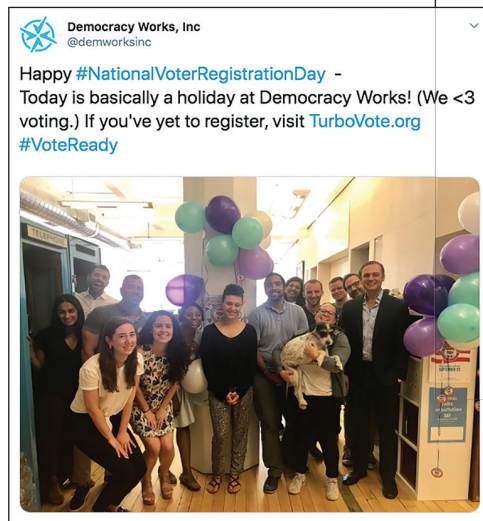 Democracy Works, Inc
@demworksinc
Happy #NationalVoterRegistrationDay -
Today is basically a holiday at Democracy Works! (We <3
voting.) If you've yet to register, visit TurboVote.org
#VoteReady
TELEPHONE